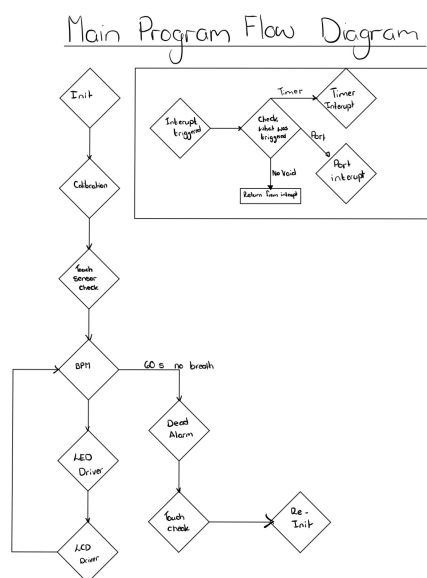 Main Program Flow Diagram
Init
Calibration
Touch
Sensor
check
BPM
LED
Driver
LCD
Driver
60 s no breath
Dead
Alarm
Touch
check
Re-
Init
Interupt
triggered
Check
what was
triggered
Timer
Timer
Interupt
Port
Port
interupt
No Vaid
Return from interupt